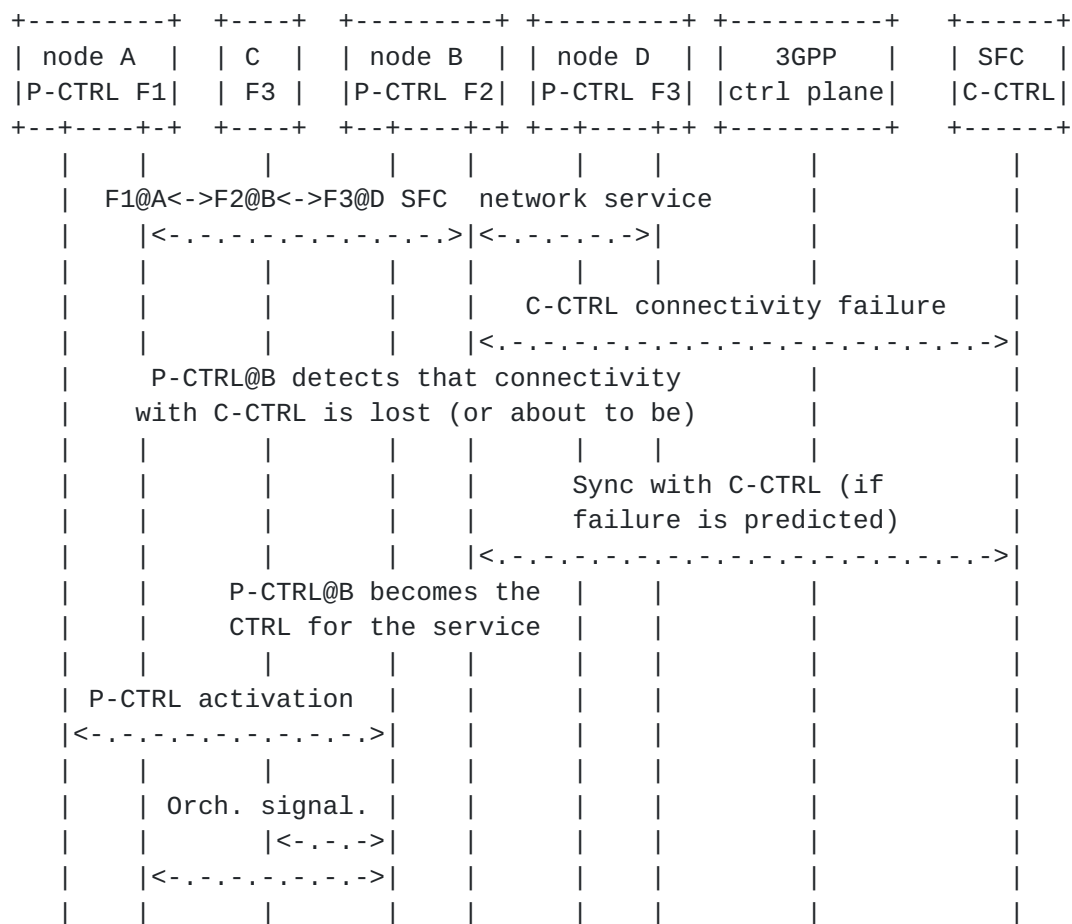 +---------+  +----+  +---------+ +---------+ +----------+   +------+
| node A  |  | C  |  | node B  | | node D  | |   3GPP   |   | SFC  |
|P-CTRL F1|  | F3 |  |P-CTRL F2| |P-CTRL F3| |ctrl plane|   |C-CTRL|
+--+----+-+  +----+  +--+----+-+ +--+----+-+ +----------+   +------+
   |    |       |       |    |      |    |         |            |
   |  F1@A<->F2@B<->F3@D SFC  network service      |            |
   |    |<-.-.-.-.-.-.-.-.-.>|<-.-.-.-.->|         |            |
   |    |       |       |    |      |    |         |            |
   |    |       |       |    |   C-CTRL connectivity failure    |
   |    |       |       |    |<.-.-.-.-.-.-.-.-.-.-.-.-.-.-.-.->|
   |     P-CTRL@B detects that connectivity        |            |
   |    with C-CTRL is lost (or about to be)       |            |
   |    |       |       |    |      |    |         |            |
   |    |       |       |    |      Sync with C-CTRL (if        |
   |    |       |       |    |      failure is predicted)       |
   |    |       |       |    |<.-.-.-.-.-.-.-.-.-.-.-.-.-.-.-.->|
   |    |     P-CTRL@B becomes the  |    |         |            |
   |    |     CTRL for the service  |    |         |            |
   |    |       |       |    |      |    |         |            |
   | P-CTRL activation  |    |      |    |         |            |
   |<-.-.-.-.-.-.-.-.-.>|    |      |    |         |            |
   |    |       |       |    |      |    |         |            |
   |    | Orch. signal. |    |      |    |         |            |
   |    |       |<-.-.->|    |      |    |         |            |
   |    |<-.-.-.-.-.-.->|    |      |    |         |            |
   |    |       |       |    |      |    |         |            |